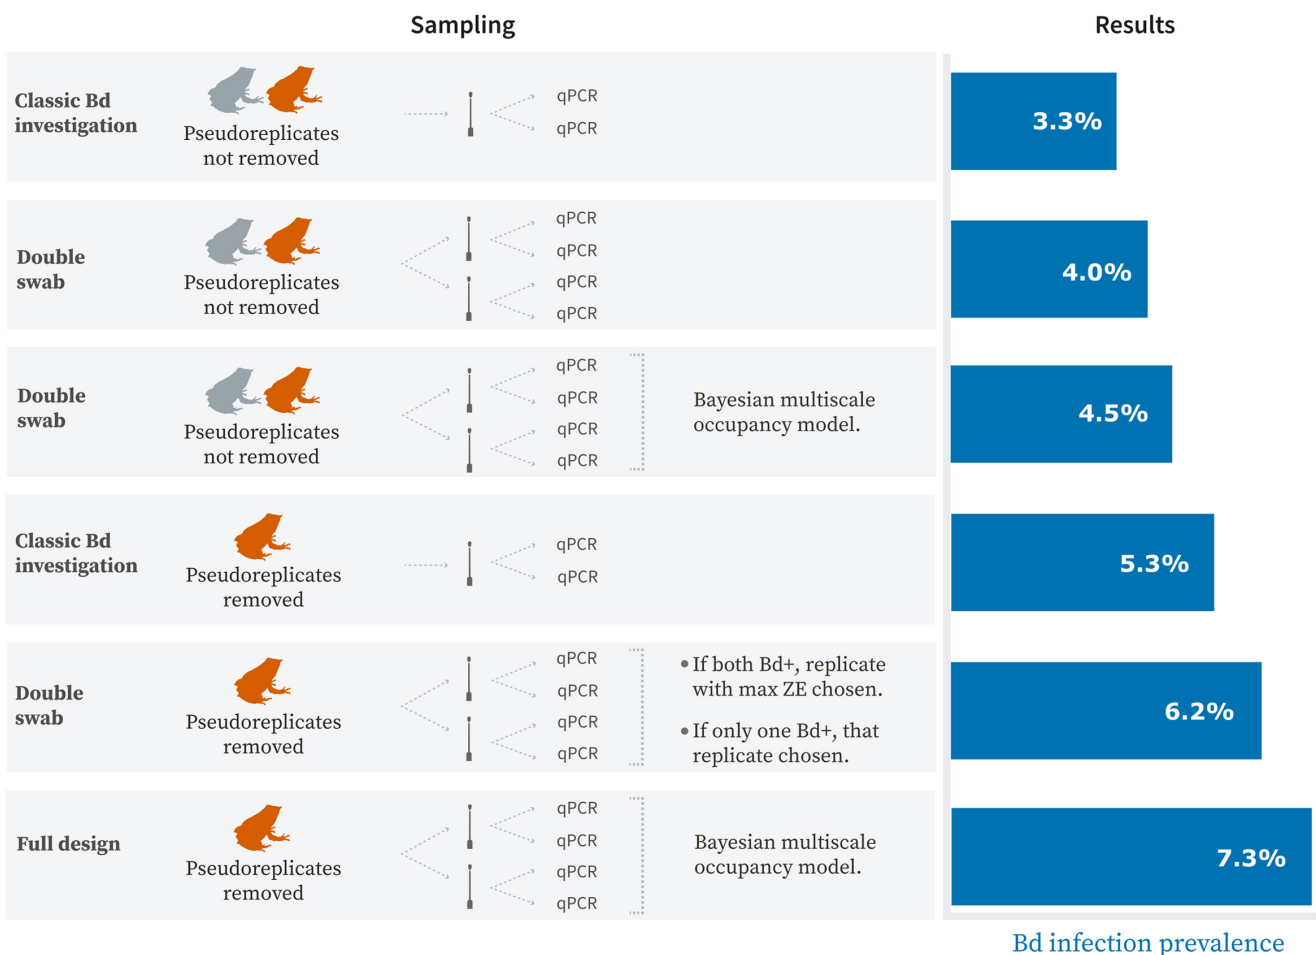 Sampling
Results
Classic Bd
investigation
Pseudoreplicates
not removed
qPCR
qPCR
3.3%
Double
swab
Pseudoreplicates
not removed
qPCR
qPCR
qPCR
qPCR
4.0%
Double
swab
Pseudoreplicates
not removed
qPCR
qPCR
qPCR
qPCR
Bayesian multiscale
occupancy model.
4.5%
Classic Bd
investigation
Pseudoreplicates
removed
qPCR
qPCR
5.3%
Double
swab
Pseudoreplicates
removed
qPCR
qPCR
qPCR
qPCR
• If both Bd+, replicate
with max ZE chosen.
• If only one Bd+, that
replicate chosen.
6.2%
Full design
Pseudoreplicates
removed
qPCR
qPCR
qPCR
qPCR
Bayesian multiscale
occupancy model.
7.3%
Bd infection prevalence